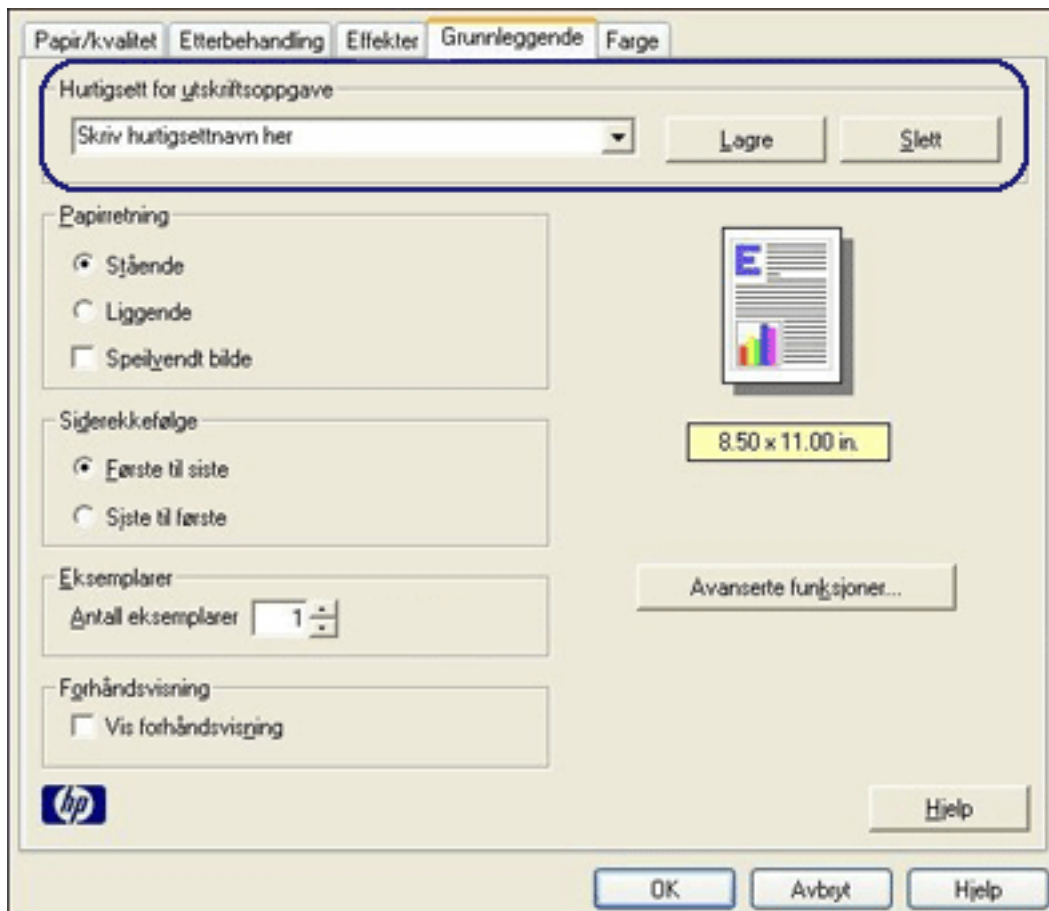 Papir/kvalitet Etterbehandling Effekter Grunnleggende Farge
Hurtigsett for utskriftsoppgave
Skriv hurtigsettnavn her Lagre Slett
Papirretning
Stående
Liggende
Speilvendt bilde
E
8.50 x 11.00 in.
Siderekkefølge
Første til siste
Siste til første
Eksemplarer
Antall eksemplarer 1
Avanserte funksjoner...
Forhåndsvisning
Vis forhåndsvisning
hp
Hjelp
OK Avbryt Hjelp